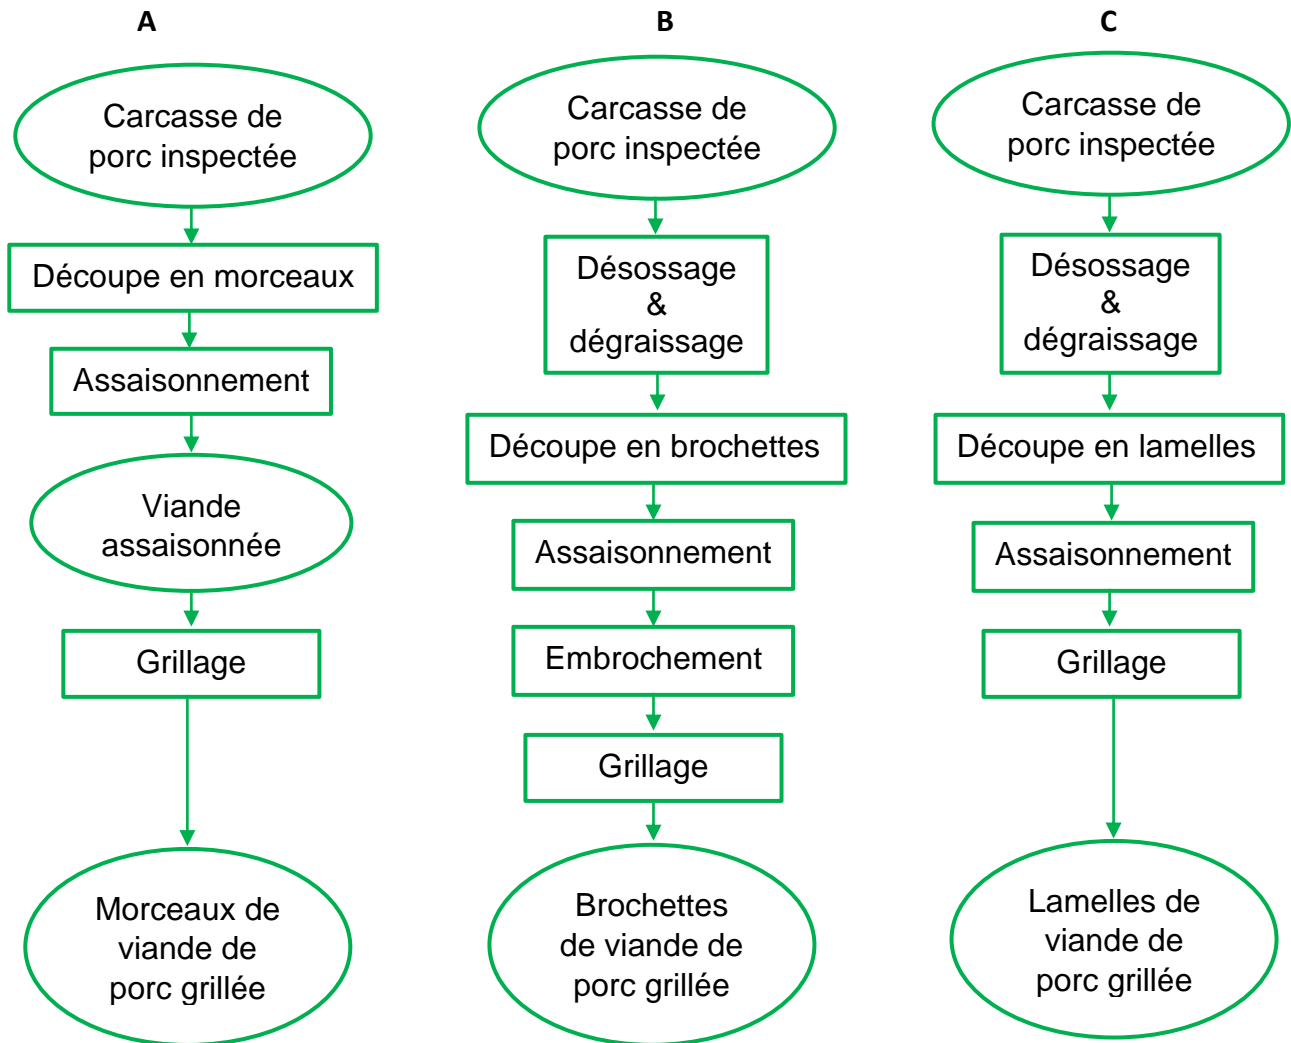 A
Carcasse de
porc inspectée
Découpe en morceaux
Assaisonnement
Viande
assaisonnée
Grillage
Morceaux de
viande de
porc grillée
B
Carcasse de
porc inspectée
Désossage
&
dégraissage
Découpe en brochettes
Assaisonnement
Embrochement
Grillage
Brochettes
de viande de
porc grillée
C
Carcasse de
porc inspectée
Désossage
&
dégraissage
Découpe en lamelles
Assaisonnement
Grillage
Lamelles de
viande de
porc grillée